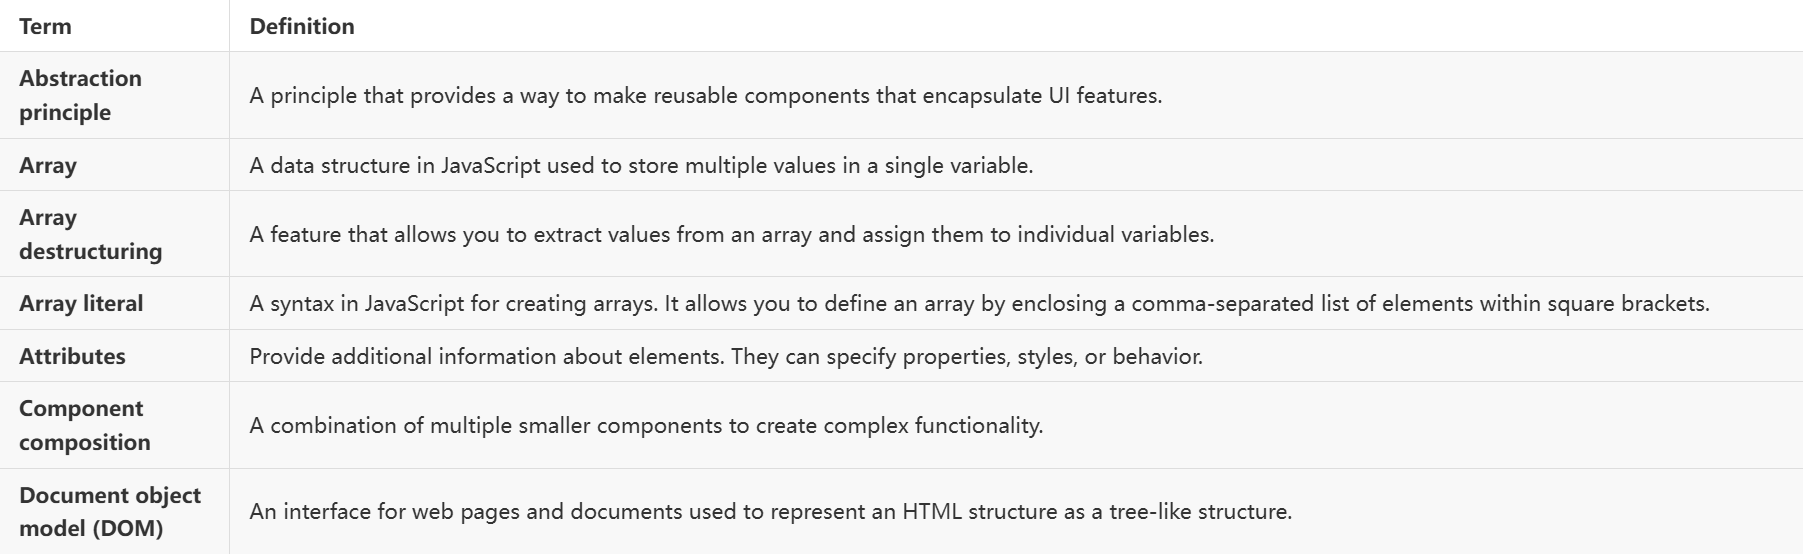 Term
Definition
Abstraction
principle
A principle that provides a way to make reusable components that encapsulate UI features.
Array
A data structure in JavaScript used to store multiple values in a single variable.
Array
destructuring
A feature that allows you to extract values from an array and assign them to individual variables.
Array literal
A syntax in JavaScript for creating arrays. It allows you to define an array by enclosing a comma-separated list of elements within square brackets.
Attributes
Provide additional information about elements. They can specify properties, styles, or behavior.
Component
composition
A combination of multiple smaller components to create complex functionality.
Document object
model (DOM)
An interface for web pages and documents used to represent an HTML structure as a tree-like structure.